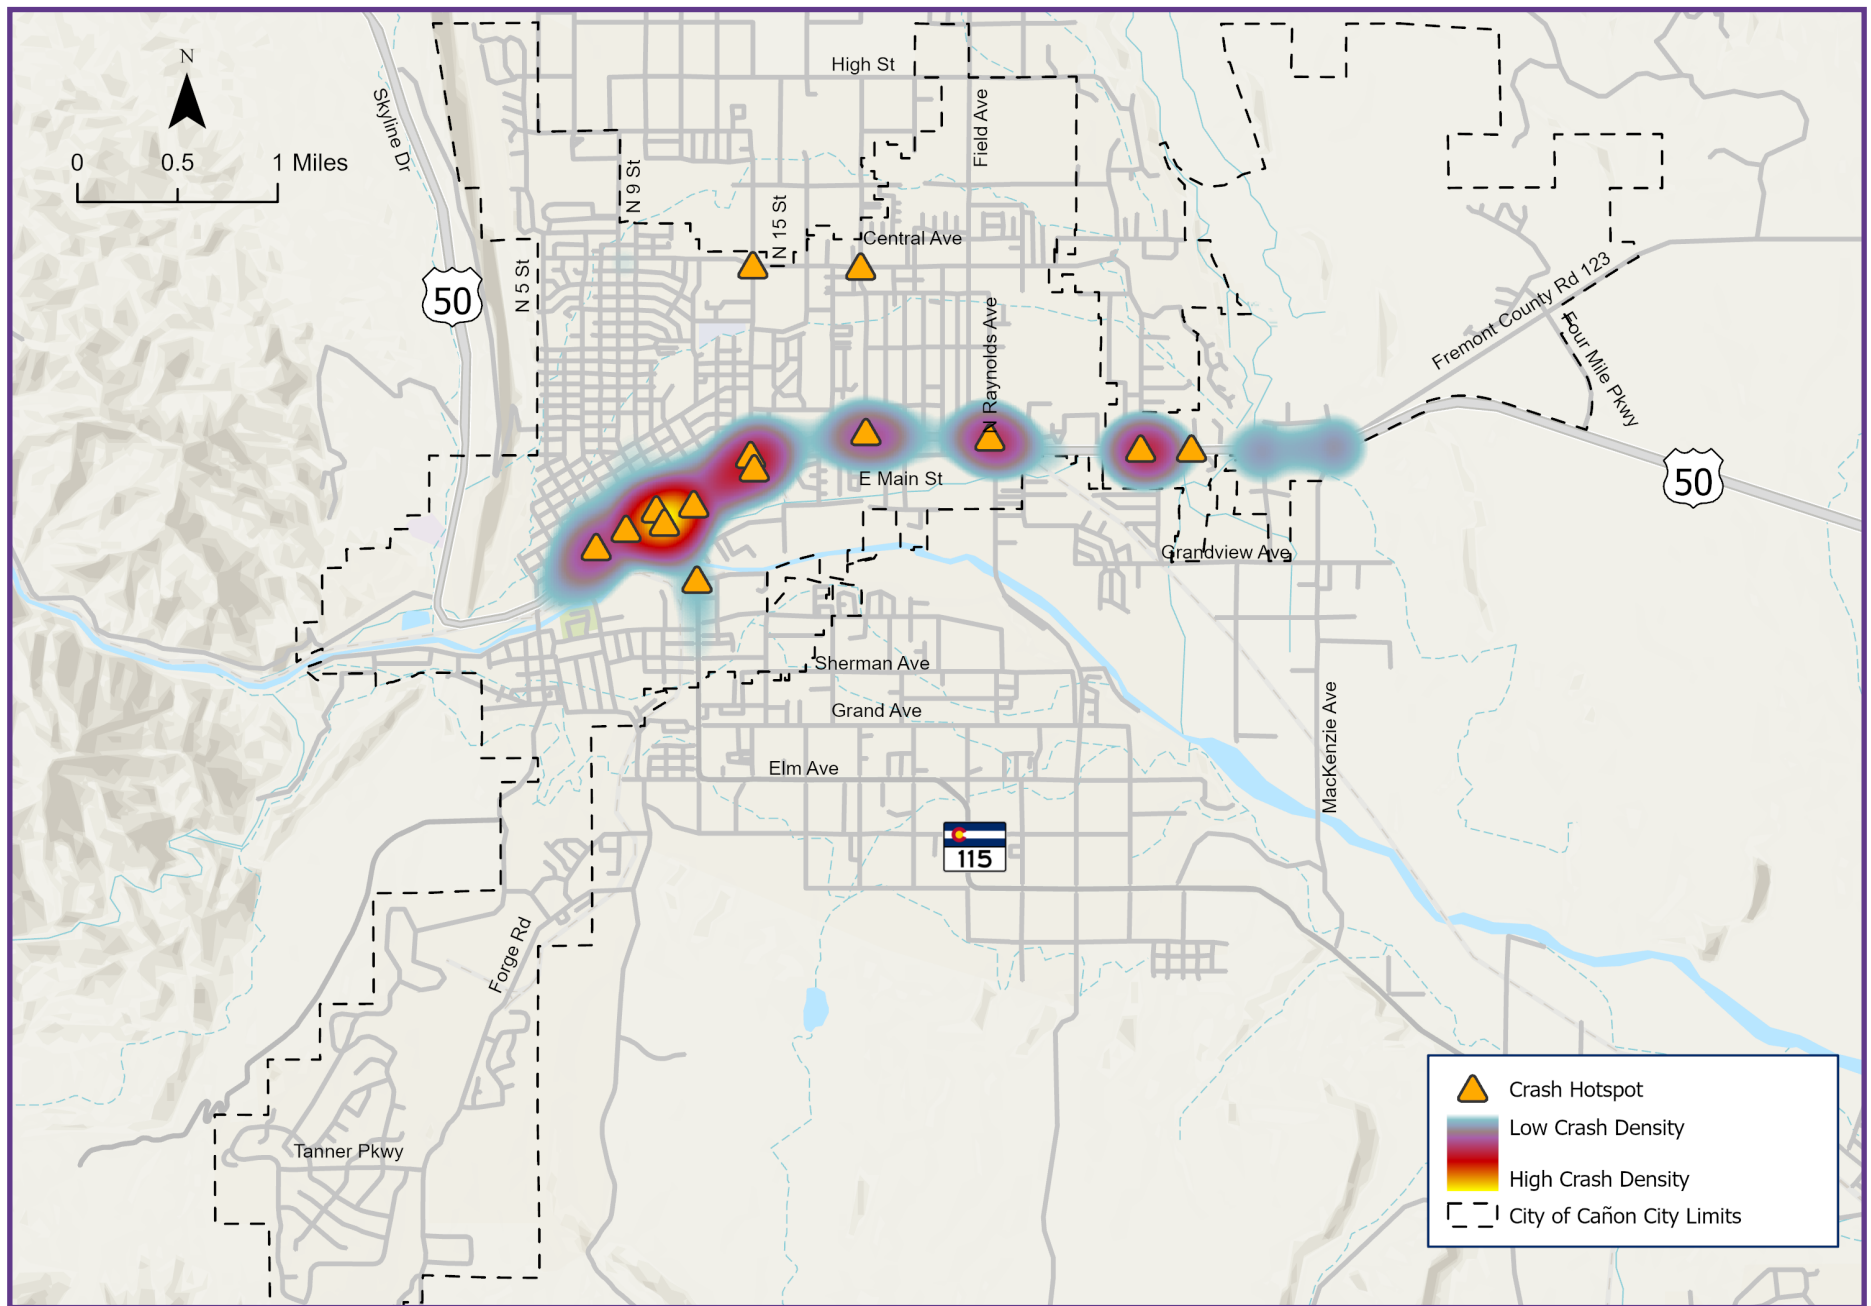 N
0 0.5 1 Miles
Skyline Dr
High St
Field Ave
N 9 St
N 15 St
Central Ave
N 5 St
50
N Raynolds Ave
Fremont County Rd 123
Four Mile Pkwy
50
E Main St
Grandview Ave
Sherman Ave
Grand Ave
Elm Ave
MacKenzie Ave
115
Forge Rd
Tanner Pkwy
Crash Hotspot
Low Crash Density
High Crash Density
City of Cañon City Limits